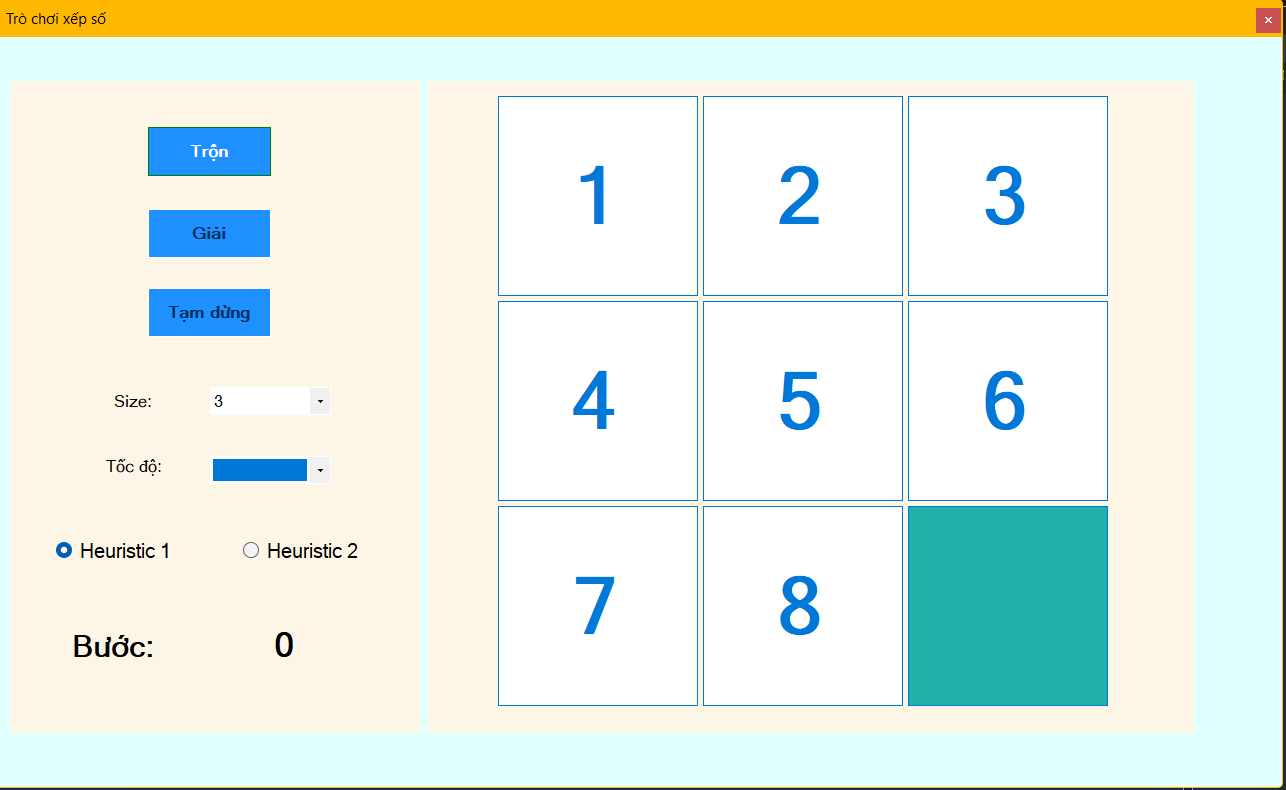 Trò chơi xếp số
Trộn
Giải
Tạm dừng
Size: 3
Tốc độ:
Heuristic 1 Heuristic 2
Bước: 0
1 2 3
4 5 6
7 8